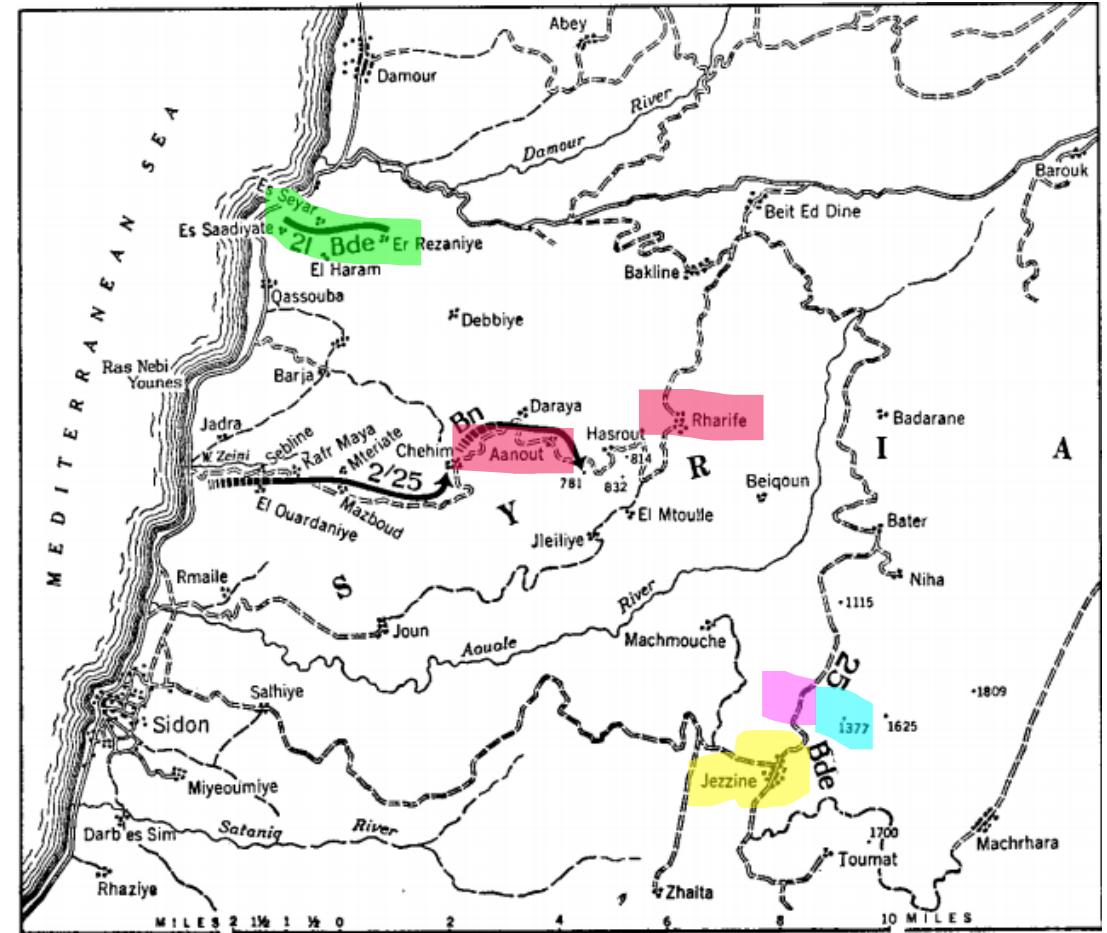 Abey
Damour
River
Damour
Barouk
MEDITERRANEAN SEA
Es Seyar
Beit Ed Dine
Es Saadiyate
21 Bde
Er Rezaniye
El Haram
Bakline
Qassouba
Debbiye
Ras Nebi
Younes
Barja
Daraya
Bn
Rharife
Badarane
Jadra
Hasrout
Aanout
W. Zeini
Sebline
Kafr Maya
Mteriate
Chehim
814
S Y R I A
2/25
781
832
Beiqoun
El Ouardaniye
Mazboud
El Mtoulle
Bater
Jleiliye
Niha
Rmaile
1115
River
Joun
Aouale
Machmouche
25
Bde
1809
Salhiye
Sidon
1377
1625
Jezzine
Miyeoumiye
Darb es Sim
Sataniq
River
1700
Machrhara
Toumat
Rhaziye
Zhalta
MILES 2 1½ 1 ½ 0 2 4 6 8 10 MILES